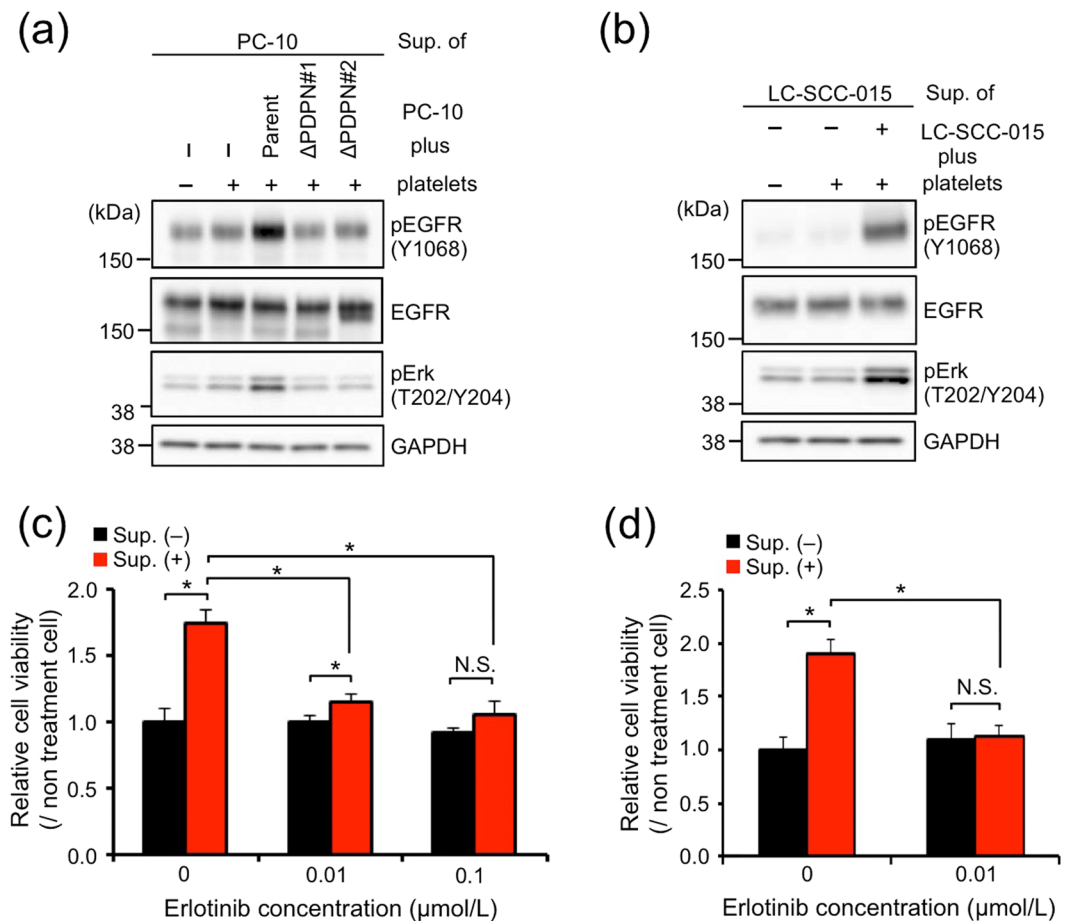 (a)
PC-10 Sup. of
– – Parent ΔPDPN#1 ΔPDPN#2 PC-10
plus
– + + + + platelets
(kDa)
pEGFR
(Y1068)
150
EGFR
150
pErk
(T202/Y204)
38
38 GAPDH
(b)
LC-SCC-015 Sup. of
– – + LC-SCC-015
plus
– + + platelets
(kDa)
pEGFR
(Y1068)
150
EGFR
150
pErk
(T202/Y204)
38
38 GAPDH
(c)
Sup. (–)
Sup. (+)
Relative cell viability
(/ non treatment cell)
2.0
1.5
1.0
0.5
0.0
*
*
*
*
N.S.
0 0.01 0.1
Erlotinib concentration (µmol/L)
(d)
Sup. (–)
Sup. (+)
Relative cell viability
(/ non treatment cell)
2.5
2.0
1.5
1.0
0.5
0.0
*
*
N.S.
0 0.01
Erlotinib concentration (µmol/L)